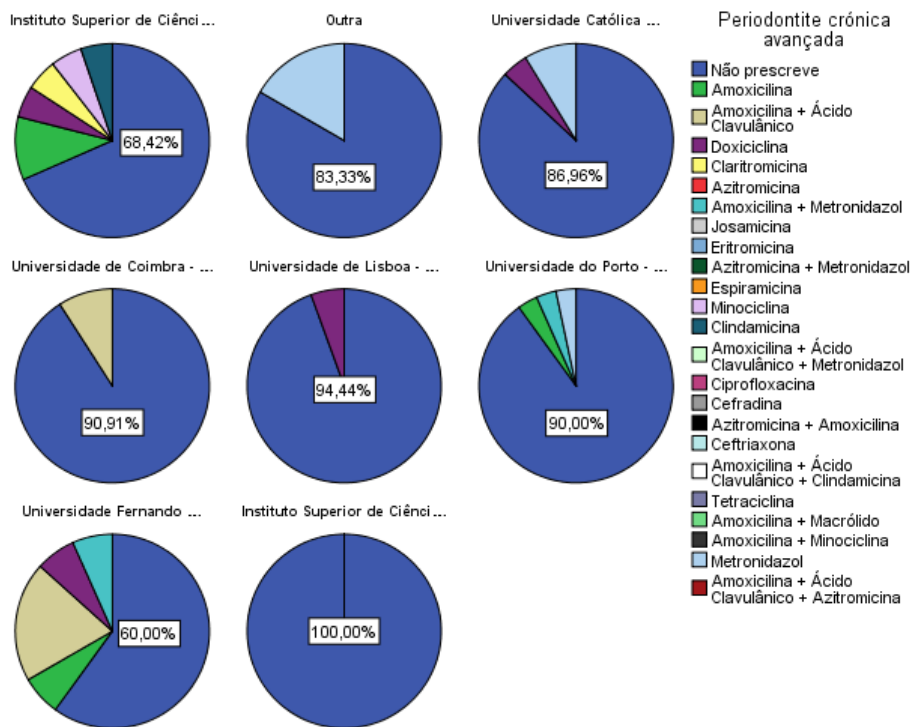 Instituto Superior de Ciênci ...
Outra
Universidade Católica ...
68,42%
83,33%
86,96%
Universidade de Coimbra - ...
Universidade de Lisboa - ...
Universidade do Porto - ...
90,91%
94,44%
90,00%
Universidade Fernando ...
Instituto Superior de Ciênci ...
60,00%
100,00%
Periodontite crónica
avançada
Não prescreve
Amoxicilina
Amoxicilina + Ácido
Clavulânico
Doxiciclina
Claritromicina
Azitromicina
Amoxicilina + Metronidazol
Josamicina
Eritromicina
Azitromicina + Metronidazol
Espiramicina
Minociclina
Clindamicina
Amoxicilina + Ácido
Clavulânico + Metronidazol
Ciprofloxacina
Cefradina
Azitromicina + Amoxicilina
Ceftriaxona
Amoxicilina + Ácido
Clavulânico + Clindamicina
Tetraciclina
Amoxicilina + Macrólido
Amoxicilina + Minociclina
Metronidazol
Amoxicilina + Ácido
Clavulânico + Azitromicina